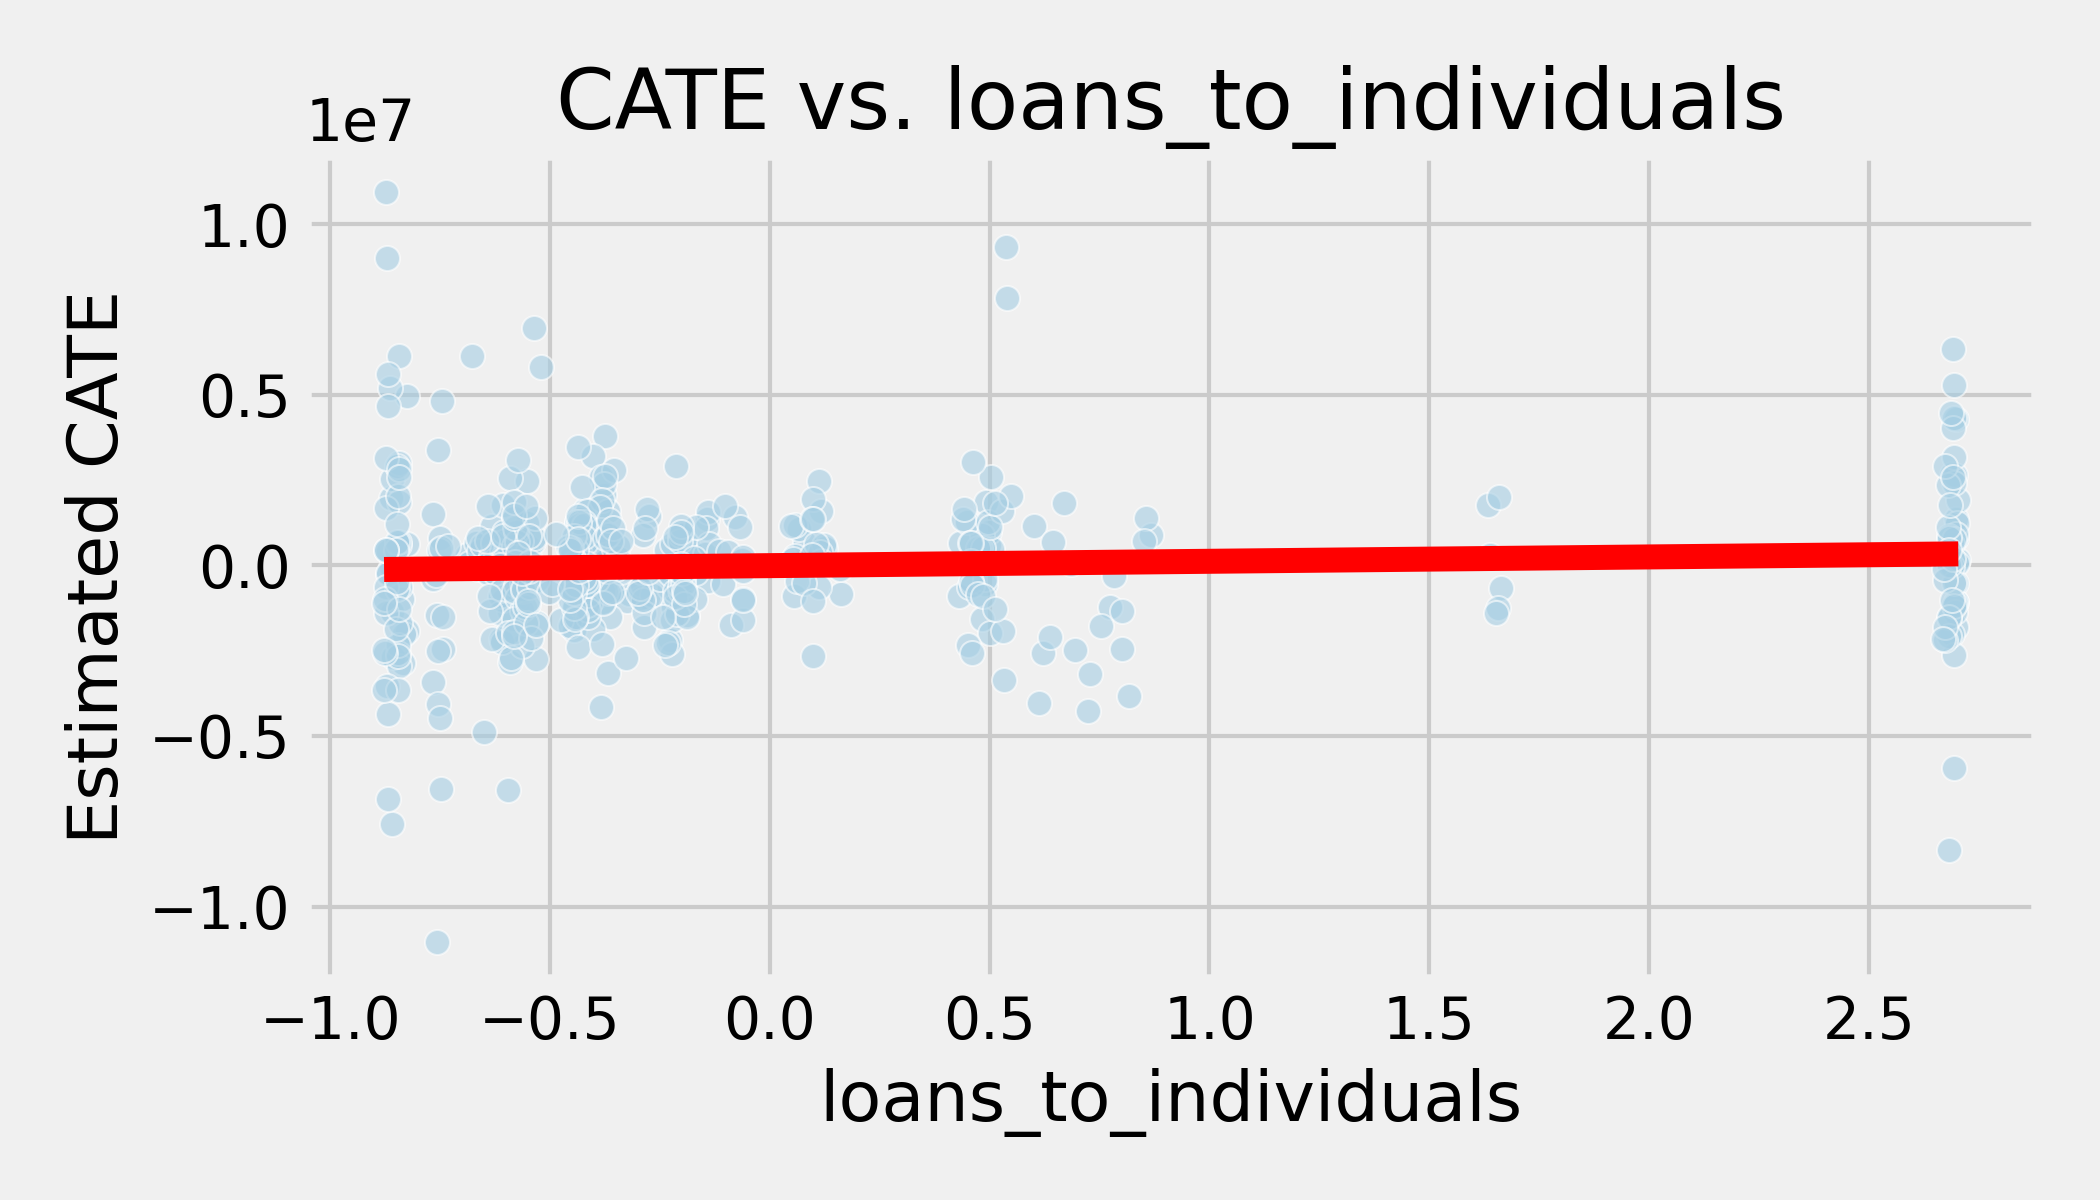 CATE vs. loans_to_individuals
1e7
1.0
0.5
0.0
−0.5
−1.0
Estimated CATE
−1.0 −0.5 0.0 0.5 1.0 1.5 2.0 2.5
loans_to_individuals